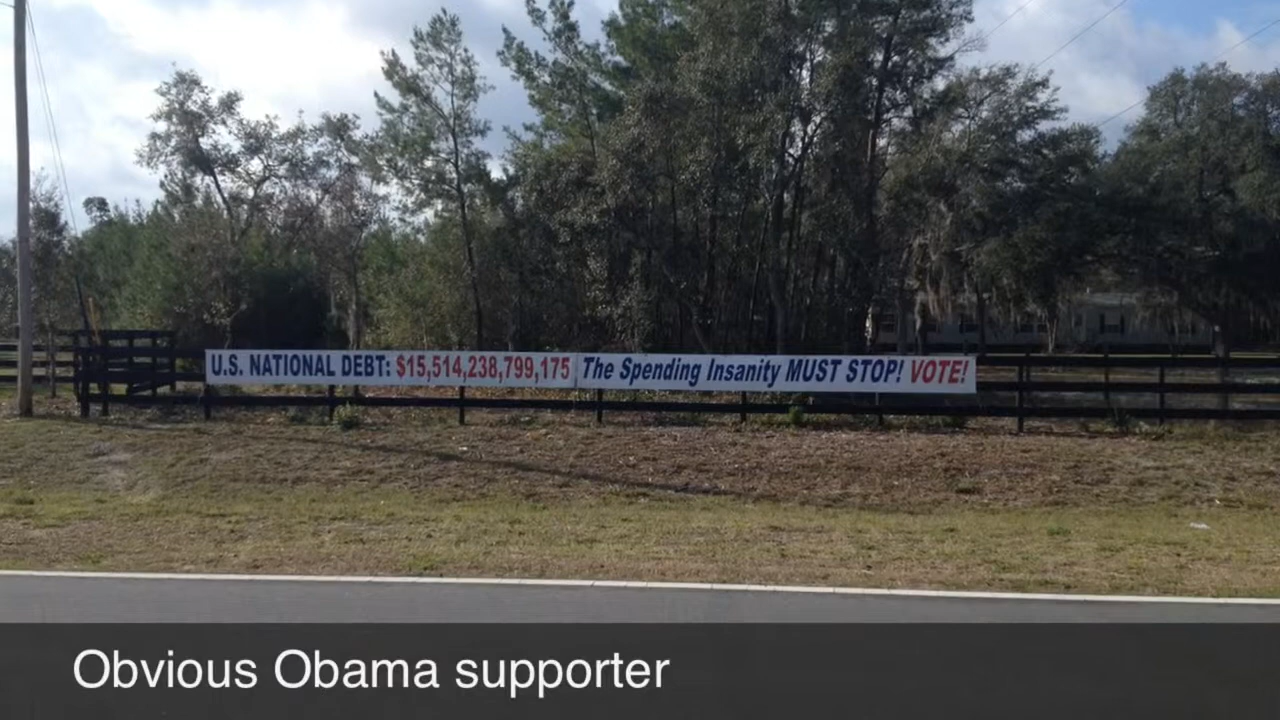 U.S. NATIONAL DEBT: $15,514,238,799,175 The Spending Insanity MUST STOP! VOTE!
Obvious Obama supporter